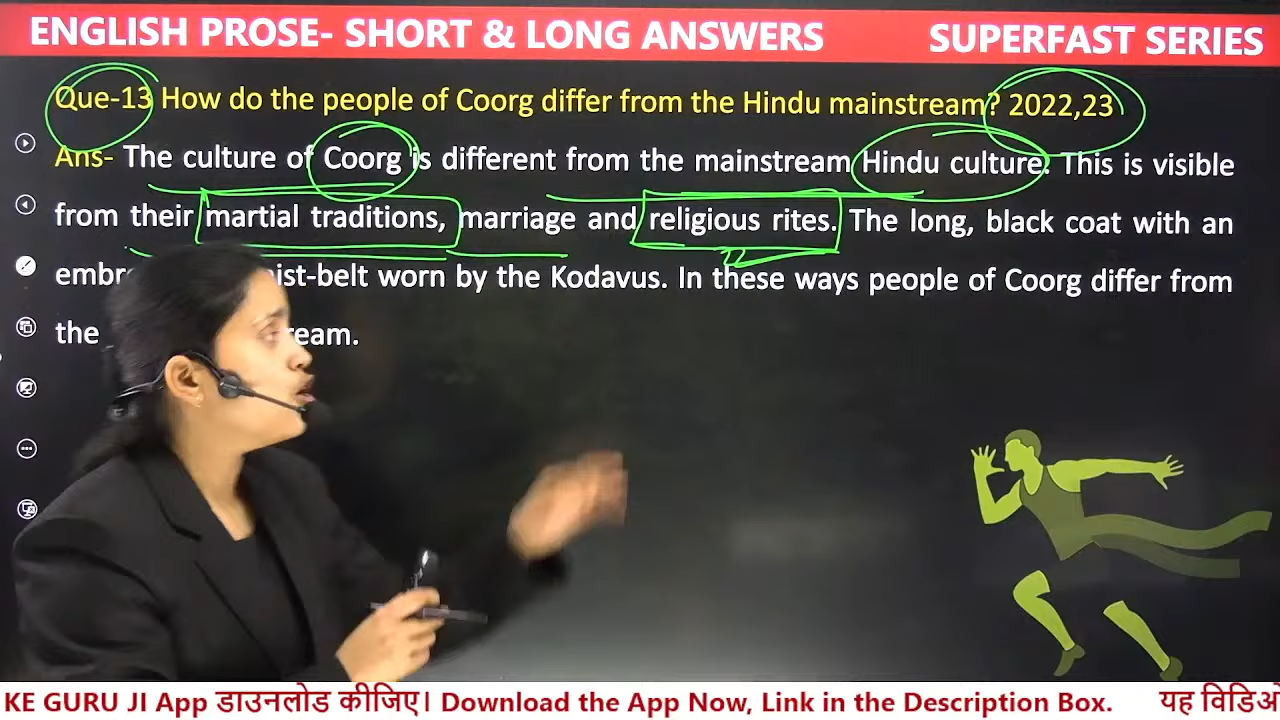 ENGLISH PROSE- SHORT & LONG ANSWERS
SUPERFAST SERIES
Que-13 How do the people of Coorg differ from the Hindu mainstream? 2022,23
Ans- The culture of Coorg is different from the mainstream Hindu culture. This is visible
from their martial traditions, marriage and religious rites. The long, black coat with an
worn by the Kodavus. In these ways people of Coorg differ from
the
KE GURU JI App डाउनलोड कीजिए। Download the App Now, Link in the Description Box.
यह